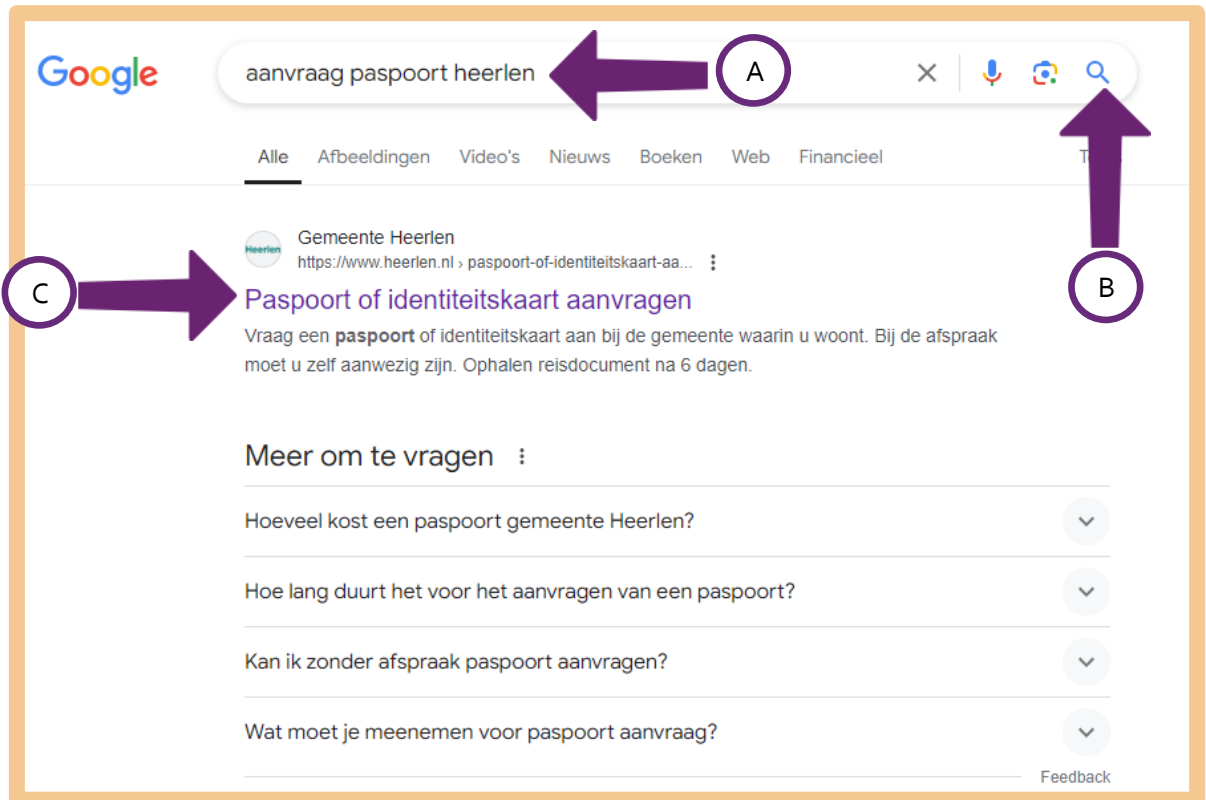 Google
aanvraag paspoort heerlen
A
Alle Afbeeldingen Video's Nieuws Boeken Web Financieel
B
Heerlen
Gemeente Heerlen
https://www.heerlen.nl › paspoort-of-identiteitskaart-aa...
C
Paspoort of identiteitskaart aanvragen
Vraag een paspoort of identiteitskaart aan bij de gemeente waarin u woont. Bij de afspraak
moet u zelf aanwezig zijn. Ophalen reisdocument na 6 dagen.
Meer om te vragen
Hoeveel kost een paspoort gemeente Heerlen?
Hoe lang duurt het voor het aanvragen van een paspoort?
Kan ik zonder afspraak paspoort aanvragen?
Wat moet je meenemen voor paspoort aanvraag?
Feedback